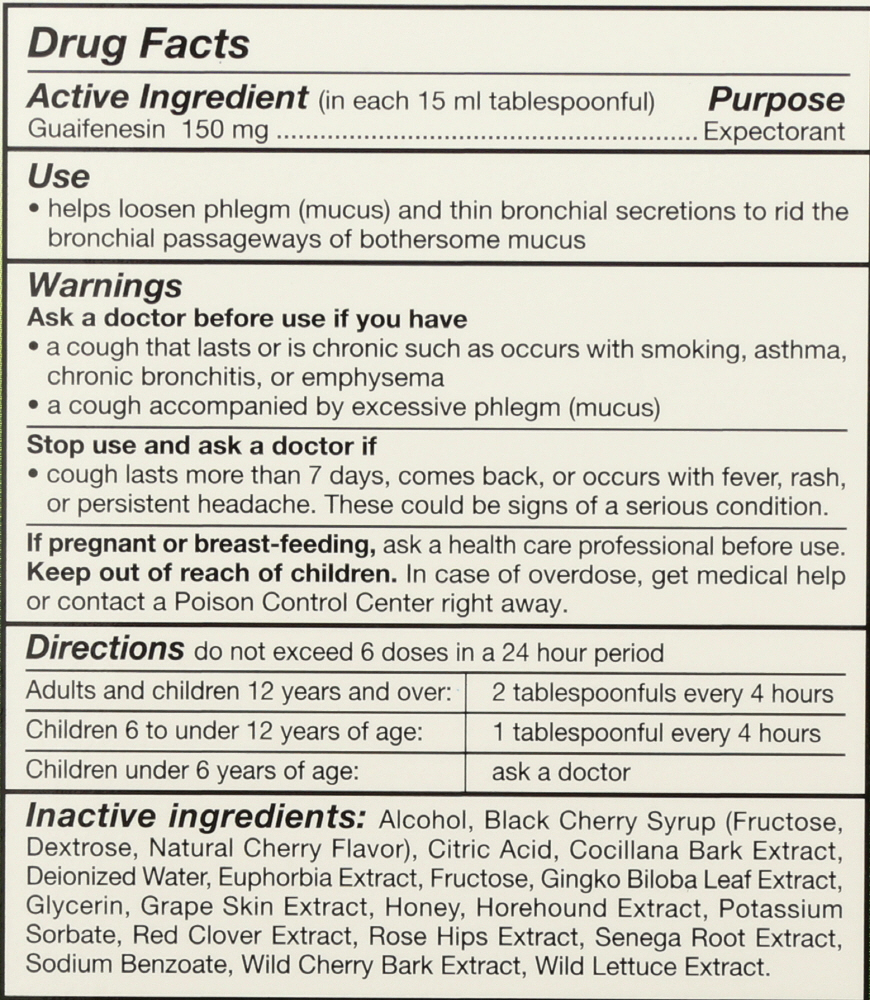 Drug Facts
Active Ingredient (in each 15 ml tablespoonful) Purpose
Guaifenesin 150 mg ........................................................ Expectorant
Use
• helps loosen phlegm (mucus) and thin bronchial secretions to rid the
bronchial passageways of bothersome mucus
Warnings
Ask a doctor before use if you have
• a cough that lasts or is chronic such as occurs with smoking, asthma,
chronic bronchitis, or emphysema
• a cough accompanied by excessive phlegm (mucus)
Stop use and ask a doctor if
• cough lasts more than 7 days, comes back, or occurs with fever, rash,
or persistent headache. These could be signs of a serious condition.
If pregnant or breast-feeding, ask a health care professional before use.
Keep out of reach of children. In case of overdose, get medical help
or contact a Poison Control Center right away.
Directions do not exceed 6 doses in a 24 hour period
Adults and children 12 years and over: 2 tablespoonfuls every 4 hours
Children 6 to under 12 years of age: 1 tablespoonful every 4 hours
Children under 6 years of age: ask a doctor
Inactive ingredients: Alcohol, Black Cherry Syrup (Fructose,
Dextrose, Natural Cherry Flavor), Citric Acid, Cocillana Bark Extract,
Deionized Water, Euphorbia Extract, Fructose, Gingko Biloba Leaf Extract,
Glycerin, Grape Skin Extract, Honey, Horehound Extract, Potassium
Sorbate, Red Clover Extract, Rose Hips Extract, Senega Root Extract,
Sodium Benzoate, Wild Cherry Bark Extract, Wild Lettuce Extract.